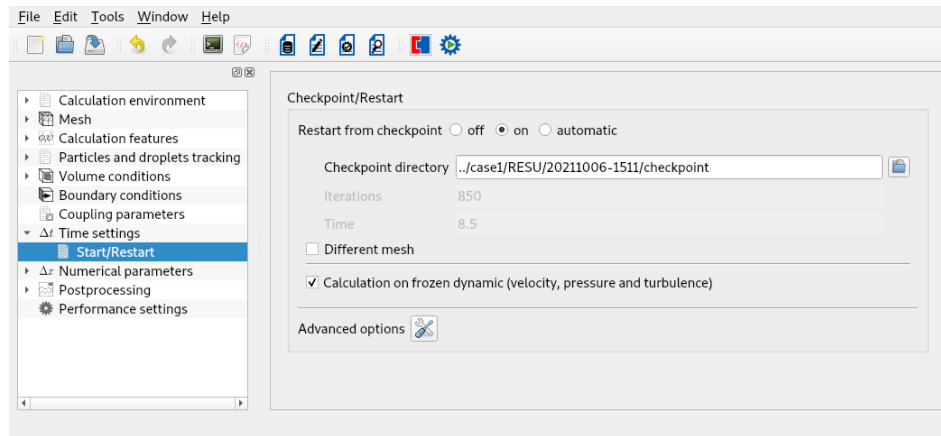 File Edit Tools Window Help
Calculation environment
Mesh
Calculation features
Particles and droplets tracking
Volume conditions
Boundary conditions
Coupling parameters
Δt Time settings
Start/Restart
Δx Numerical parameters
Postprocessing
Performance settings
Checkpoint/Restart
Restart from checkpoint off on automatic
Checkpoint directory ../case1/RESU/20211006-1511/checkpoint
Iterations 850
Time 8.5
Different mesh
Calculation on frozen dynamic (velocity, pressure and turbulence)
Advanced options